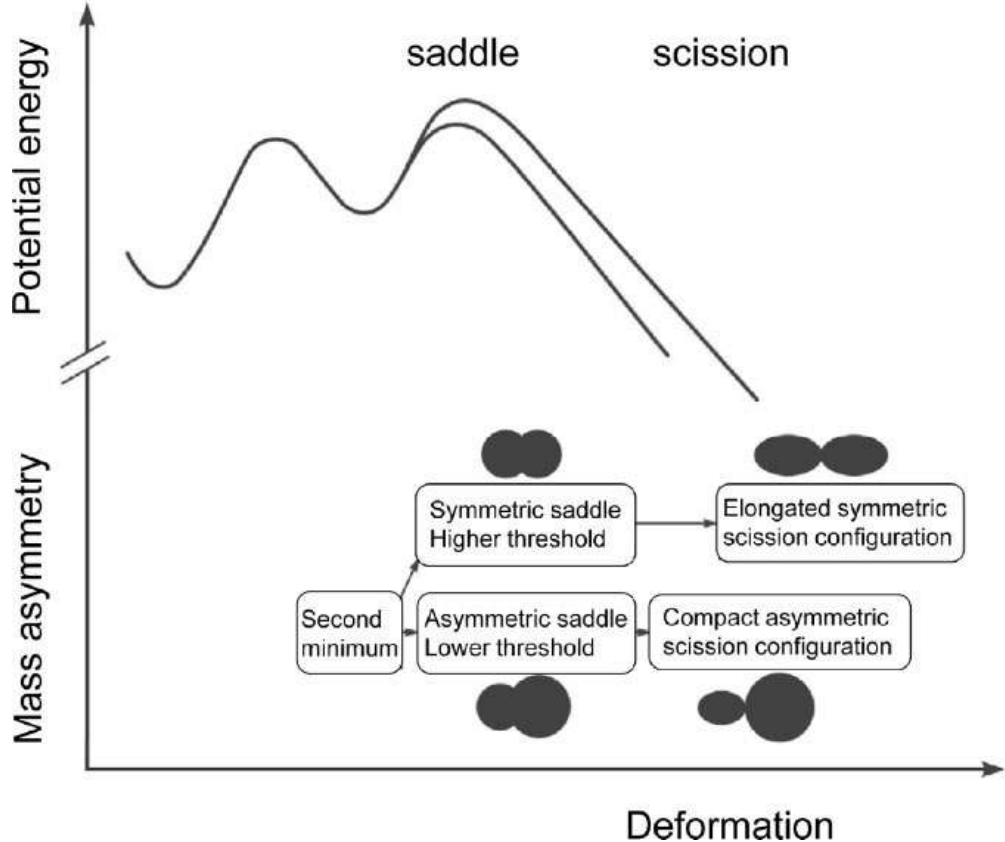 saddle
scission
Potential energy
Mass asymmetry
Symmetric saddle
Higher threshold
Elongated symmetric
scission configuration
Second
minimum
Asymmetric saddle
Lower threshold
Compact asymmetric
scission configuration
Deformation